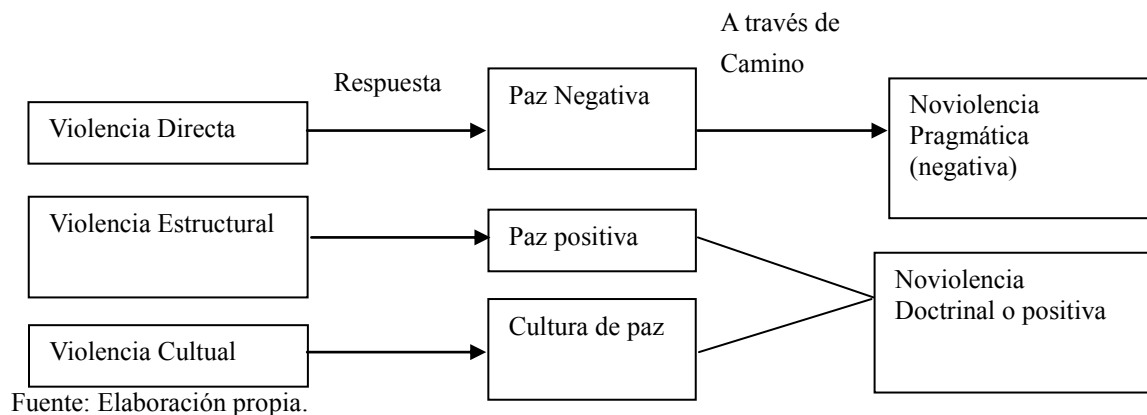 A través de
Camino
Respuesta
Violencia Directa
Paz Negativa
Noviolencia
Pragmática
(negativa)
Violencia Estructural
Paz positiva
Noviolencia
Doctrinal o positiva
Violencia Cultual
Cultura de paz
Fuente: Elaboración propia.